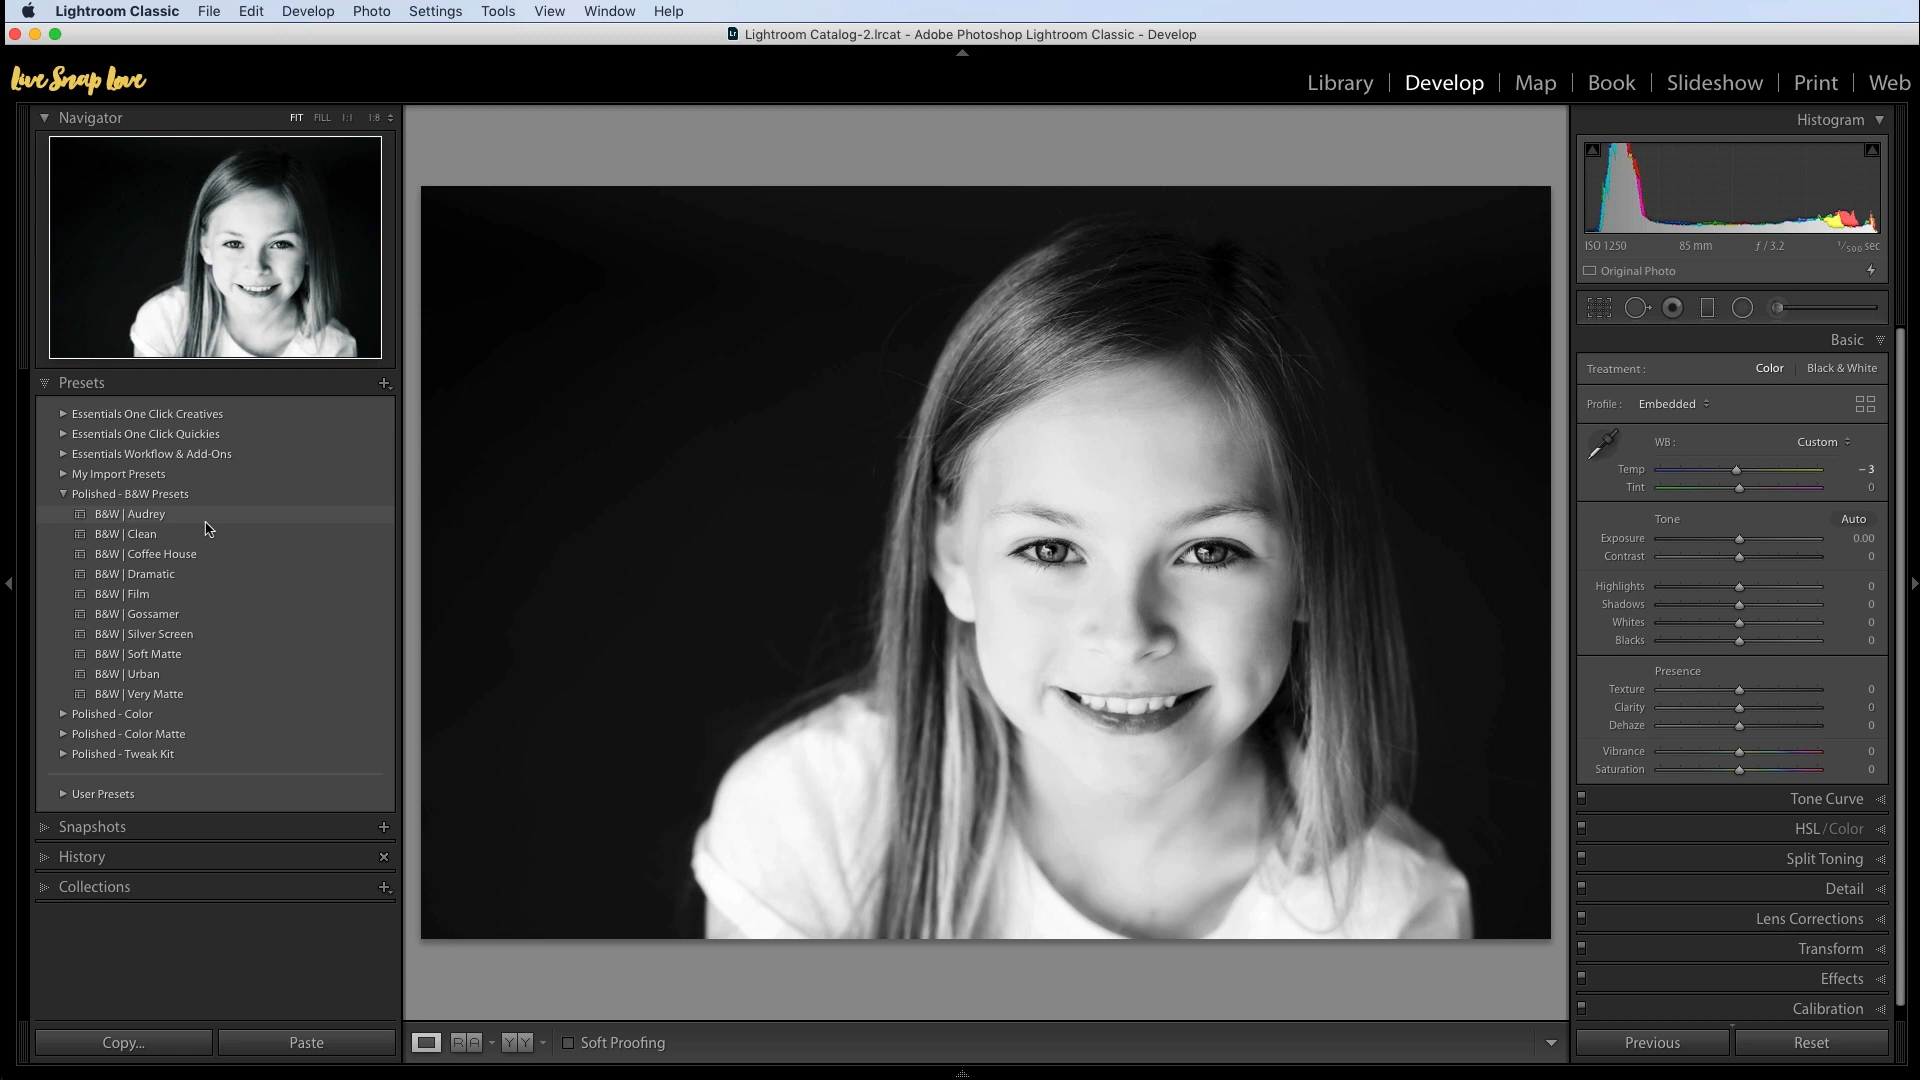 Lightroom Classic File Edit Develop Photo Settings Tools View Window Help
Lr Lightroom Catalog-2.lrcat - Adobe Photoshop Lightroom Classic - Develop
Live Snap Love
Library | Develop | Map | Book | Slideshow | Print | Web
Navigator FIT FILL 1:1 1:8
Presets
Essentials One Click Creatives
Essentials One Click Quickies
Essentials Workflow & Add-Ons
My Import Presets
Polished - B&W Presets
B&W | Audrey
B&W | Clean
B&W | Coffee House
B&W | Dramatic
B&W | Film
B&W | Gossamer
B&W | Silver Screen
B&W | Soft Matte
B&W | Urban
B&W | Very Matte
Polished - Color
Polished - Color Matte
Polished - Tweak Kit
User Presets
Snapshots
History
Collections
Copy... Paste
R A Y Y Soft Proofing
Histogram
ISO 1250 85 mm ƒ / 3.2 1/500 sec
Original Photo
Basic
Treatment : Color | Black & White
Profile : Embedded
WB : Custom
Temp - 3
Tint 0
Tone Auto
Exposure 0.00
Contrast 0
Highlights 0
Shadows 0
Whites 0
Blacks 0
Presence
Texture 0
Clarity 0
Dehaze 0
Vibrance 0
Saturation 0
Tone Curve
HSL / Color
Split Toning
Detail
Lens Corrections
Transform
Effects
Calibration
Previous Reset